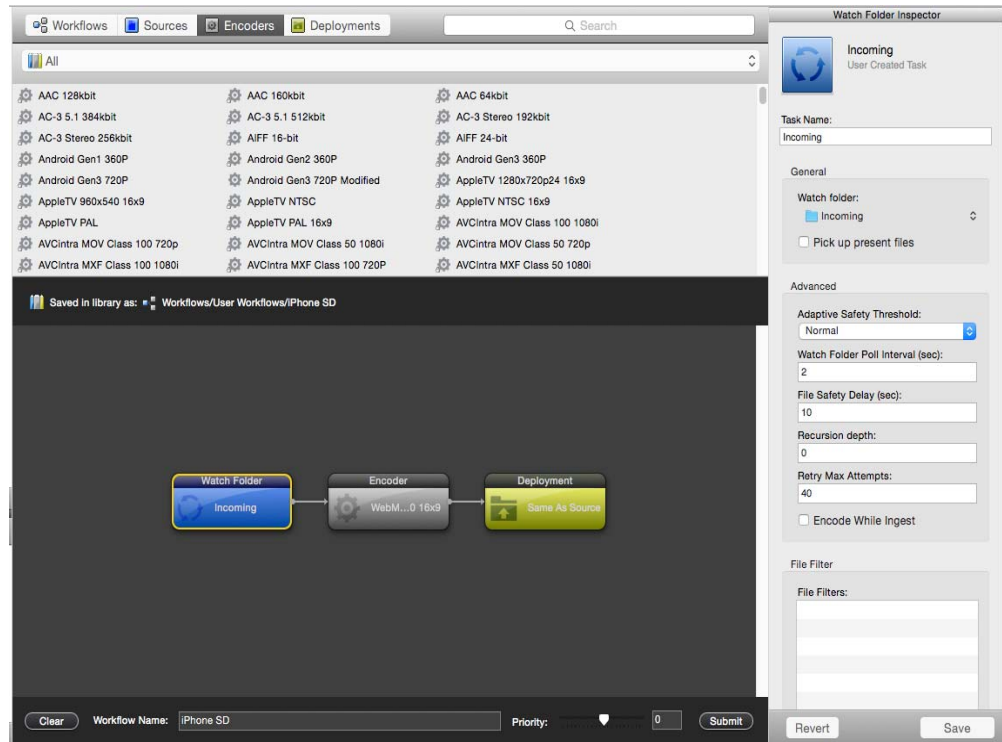 Workflows Sources Encoders Deployments Search
All
AAC 128kbit AAC 160kbit AAC 64kbit
AC-3 5.1 384kbit AC-3 5.1 512kbit AC-3 Stereo 192kbit
AC-3 Stereo 256kbit AIFF 16-bit AIFF 24-bit
Android Gen1 360P Android Gen2 360P Android Gen3 360P
Android Gen3 720P Android Gen3 720P Modified AppleTV 1280x720p24 16x9
AppleTV 960x540 16x9 AppleTV NTSC AppleTV NTSC 16x9
AppleTV PAL AppleTV PAL 16x9 AVCintra MOV Class 100 1080i
AVCintra MOV Class 100 720p AVCintra MOV Class 50 1080i AVCintra MOV Class 50 720p
AVCintra MXF Class 100 1080i AVCintra MXF Class 100 720P AVCintra MXF Class 50 1080i
Saved in library as: Workflows/User Workflows/iPhone SD
Watch Folder Encoder Deployment
Incoming WebM...0 16x9 Same As Source
Clear Workflow Name: iPhone SD Priority: 0 Submit
Watch Folder Inspector
Incoming
User Created Task
Task Name:
Incoming
General
Watch folder:
Incoming
Pick up present files
Advanced
Adaptive Safety Threshold:
Normal
Watch Folder Poll Interval (sec):
2
File Safety Delay (sec):
10
Recursion depth:
0
Retry Max Attempts:
40
Encode While Ingest
File Filter
File Filters:
Revert Save